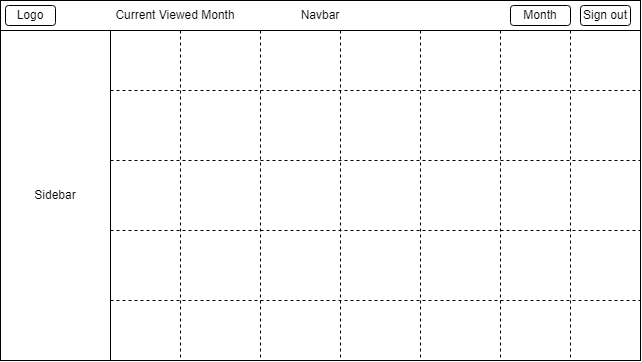 Logo
Current Viewed Month
Navbar
Month
Sign out
Sidebar